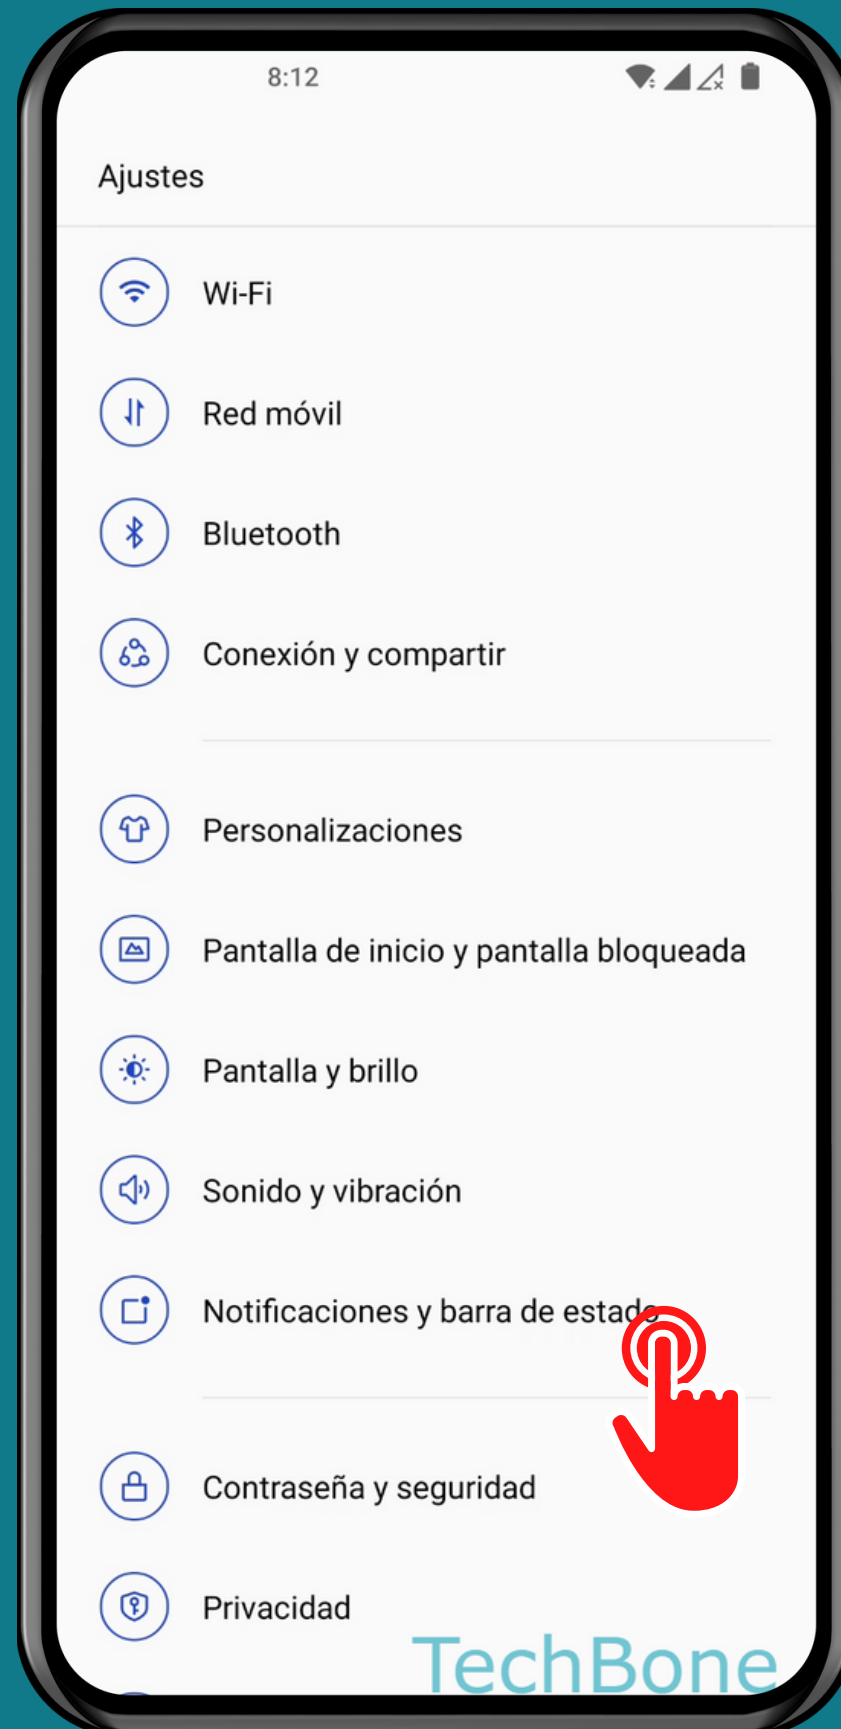 8:12
Ajustes
Wi-Fi
Red móvil
Bluetooth
Conexión y compartir
Personalizaciones
Pantalla de inicio y pantalla bloqueada
Pantalla y brillo
Sonido y vibración
Notificaciones y barra de estado
Contraseña y seguridad
Privacidad
TechBone